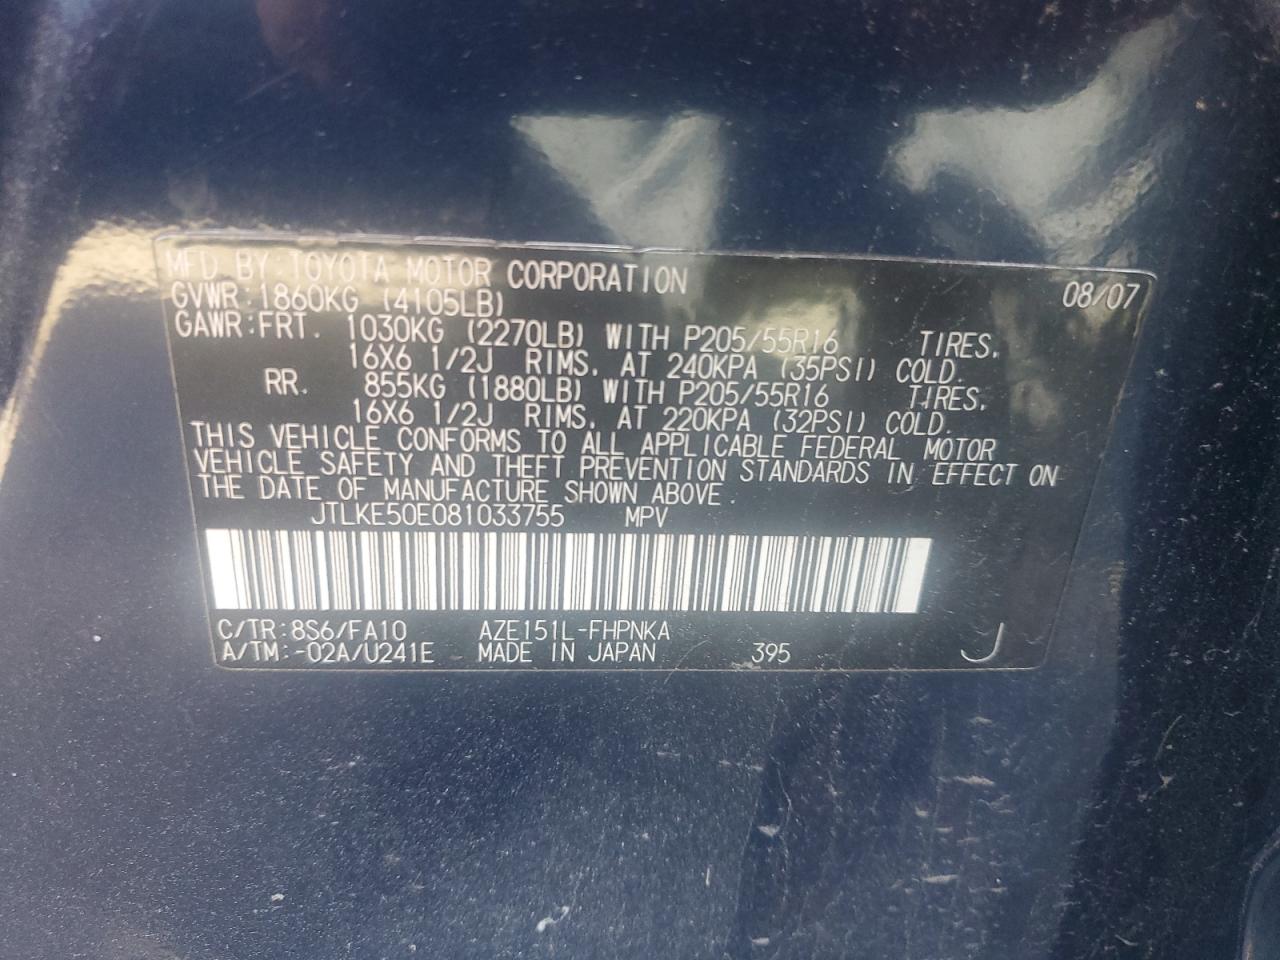 MFD BY:TOYOTA MOTOR CORPORATION 08/07
GVWR:1860KG (4105LB)
GAWR:FRT. 1030KG (2270LB) WITH P205/55R16 TIRES,
16X6 1/2J RIMS, AT 240KPA (35PSI) COLD.
RR. 855KG (1880LB) WITH P205/55R16 TIRES,
16X6 1/2J RIMS, AT 220KPA (32PSI) COLD.
THIS VEHICLE CONFORMS TO ALL APPLICABLE FEDERAL MOTOR
VEHICLE SAFETY AND THEFT PREVENTION STANDARDS IN EFFECT ON
THE DATE OF MANUFACTURE SHOWN ABOVE.
JTLKE50E081033755 MPV
C/TR:8S6/FA10 AZE151L-FHPNKA
A/TM:-02A/U241E MADE IN JAPAN 395 J